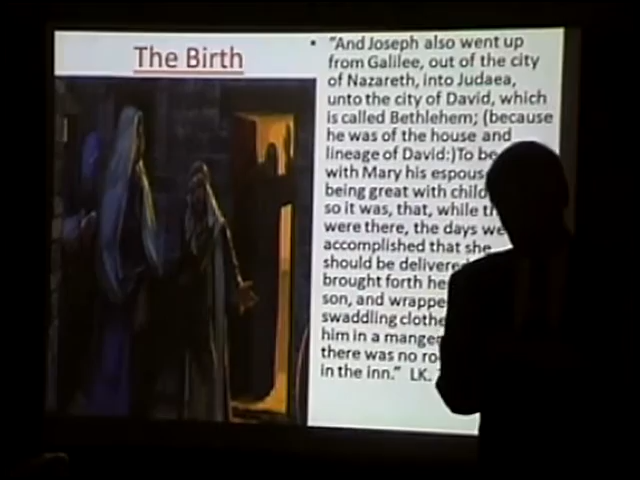 The Birth
• "And Joseph also went up
from Galilee, out of the city
of Nazareth, into Judaea,
unto the city of David, which
is called Bethlehem; (because
he was of the house and
lineage of David:)To be
with Mary his espous
being great with child
so it was, that, while th
were there, the days we
accomplished that she
should be delivered
brought forth he
son, and wrappe
swaddling clothe
him in a manger
there was no ro
in the inn." LK.